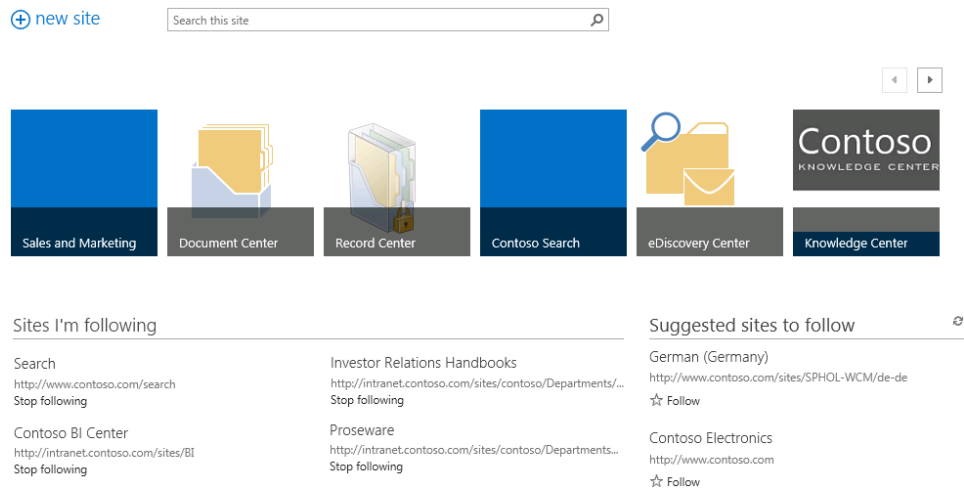 new site
Search this site
Contoso
KNOWLEDGE CENTER
Sales and Marketing
Document Center
Record Center
Contoso Search
eDiscovery Center
Knowledge Center
Sites I'm following
Search
http://www.contoso.com/search
Stop following
Contoso BI Center
http://intranet.contoso.com/sites/BI
Stop following
Investor Relations Handbooks
http://intranet.contoso.com/sites/contoso/Departments/...
Stop following
Proseware
http://intranet.contoso.com/sites/contoso/Departments...
Stop following
Suggested sites to follow
German (Germany)
http://www.contoso.com/sites/SPHOL-WCM/de-de
Follow
Contoso Electronics
http://www.contoso.com
Follow